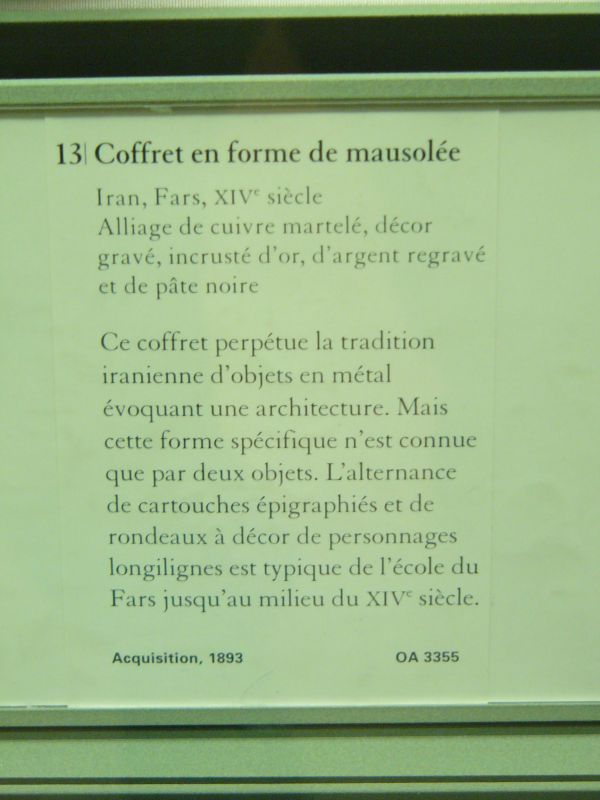 13| Coffret en forme de mausolée
Iran, Fars, XIVe siècle
Alliage de cuivre martelé, décor
gravé, incrusté d'or, d'argent regravé
et de pâte noire
Ce coffret perpétue la tradition
iranienne d'objets en métal
évoquant une architecture. Mais
cette forme spécifique n'est connue
que par deux objets. L'alternance
de cartouches épigraphiés et de
rondeaux à décor de personnages
longilignes est typique de l'école du
Fars jusqu'au milieu du XIVe siècle.
Acquisition, 1893 OA 3355